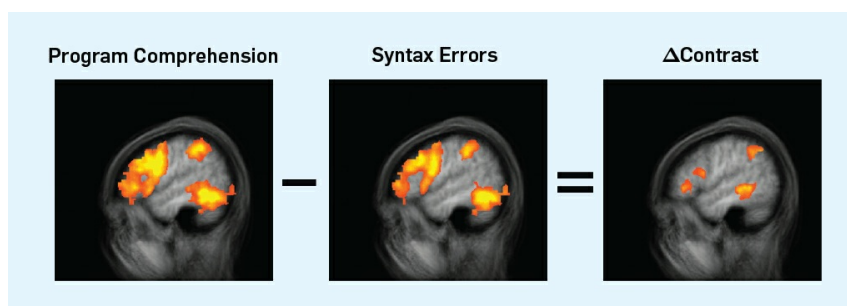 Program Comprehension
Syntax Errors
ΔContrast
− =